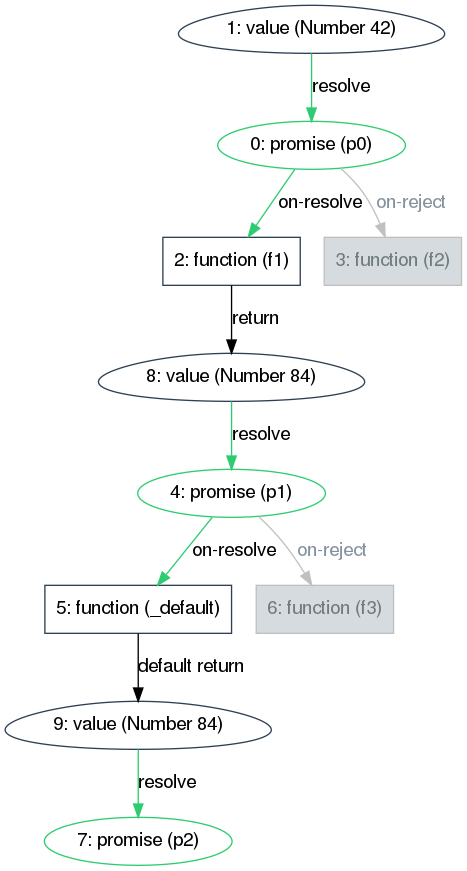 1: value (Number 42)
resolve
0: promise (p0)
on-resolve
on-reject
2: function (f1)
3: function (f2)
return
8: value (Number 84)
resolve
4: promise (p1)
on-resolve
on-reject
5: function (_default)
6: function (f3)
default return
9: value (Number 84)
resolve
7: promise (p2)